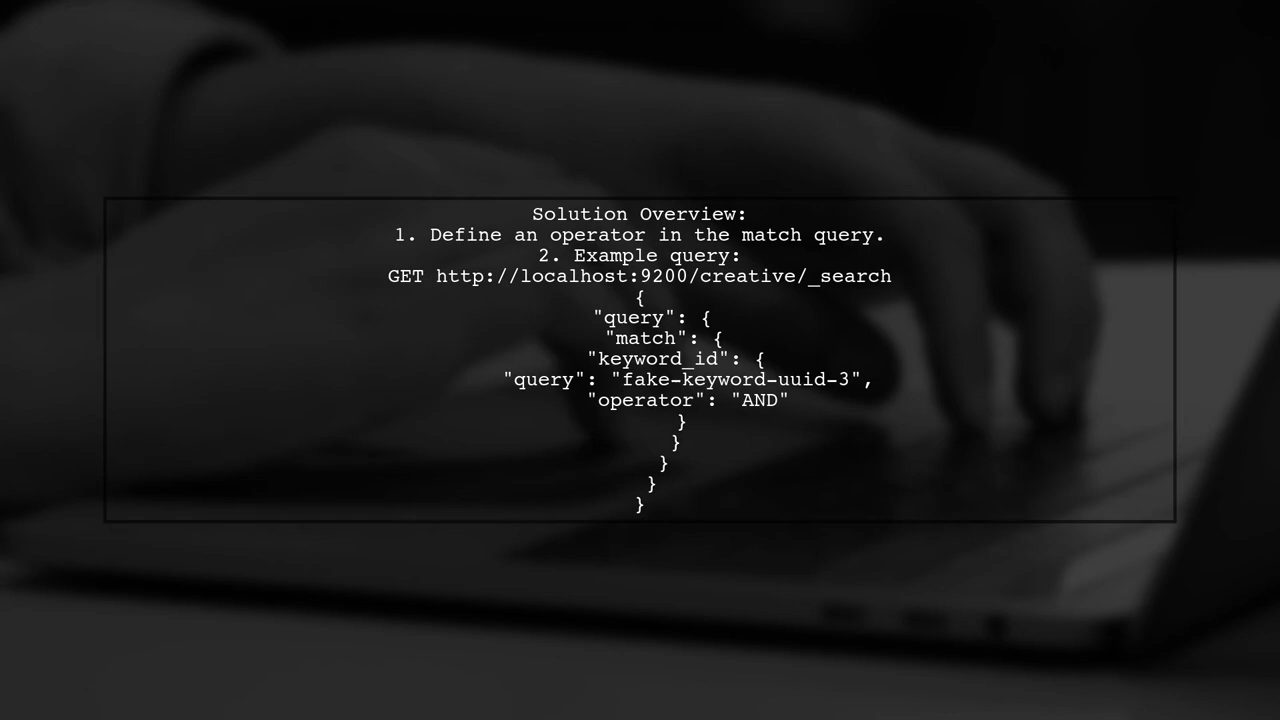 Solution Overview:
1. Define an operator in the match query.
2. Example query:
GET http://localhost:9200/creative/_search
{
"query": {
"match": {
"keyword_id": {
"query": "fake-keyword-uuid-3",
"operator": "AND"
}
}
}
}
}